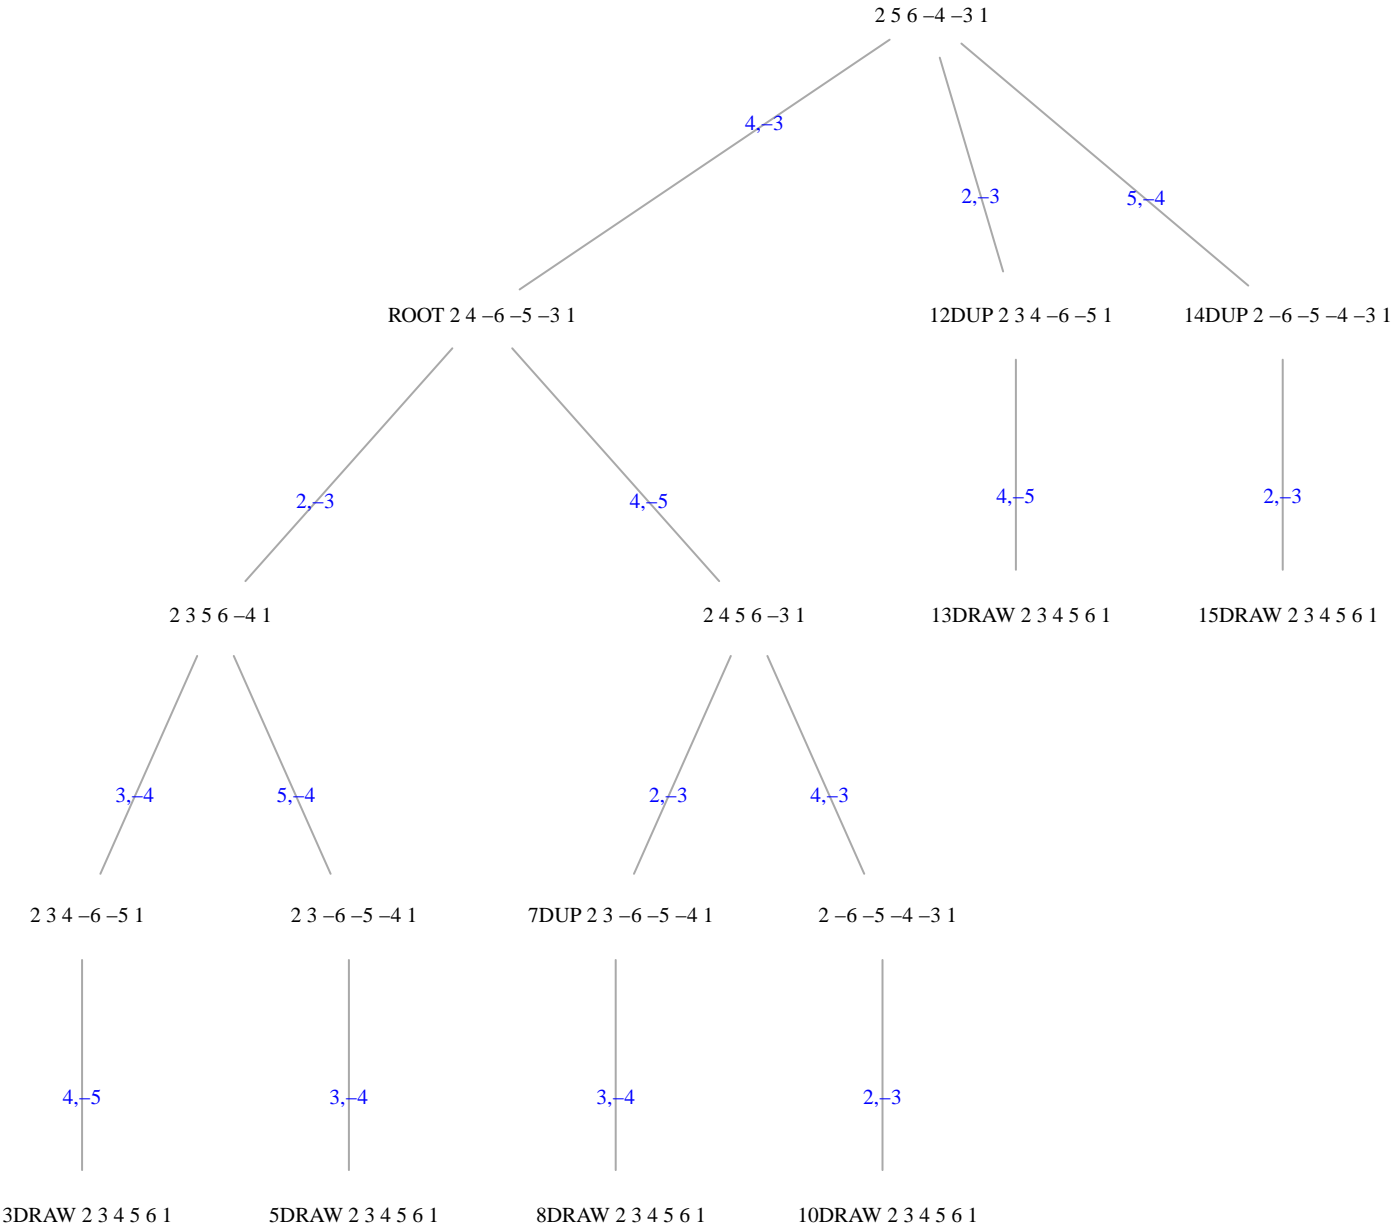 2 5 6 –4 –3 1
4,–3
2,–3
5,–4
ROOT 2 4 –6 –5 –3 1
12DUP 2 3 4 –6 –5 1
14DUP 2 –6 –5 –4 –3 1
2,–3
4,–5
4,–5
2,–3
2 3 5 6 –4 1
2 4 5 6 –3 1
13DRAW 2 3 4 5 6 1
15DRAW 2 3 4 5 6 1
3,–4
5,–4
2,–3
4,–3
2 3 4 –6 –5 1
2 3 –6 –5 –4 1
7DUP 2 3 –6 –5 –4 1
2 –6 –5 –4 –3 1
4,–5
3,–4
3,–4
2,–3
3DRAW 2 3 4 5 6 1
5DRAW 2 3 4 5 6 1
8DRAW 2 3 4 5 6 1
10DRAW 2 3 4 5 6 1